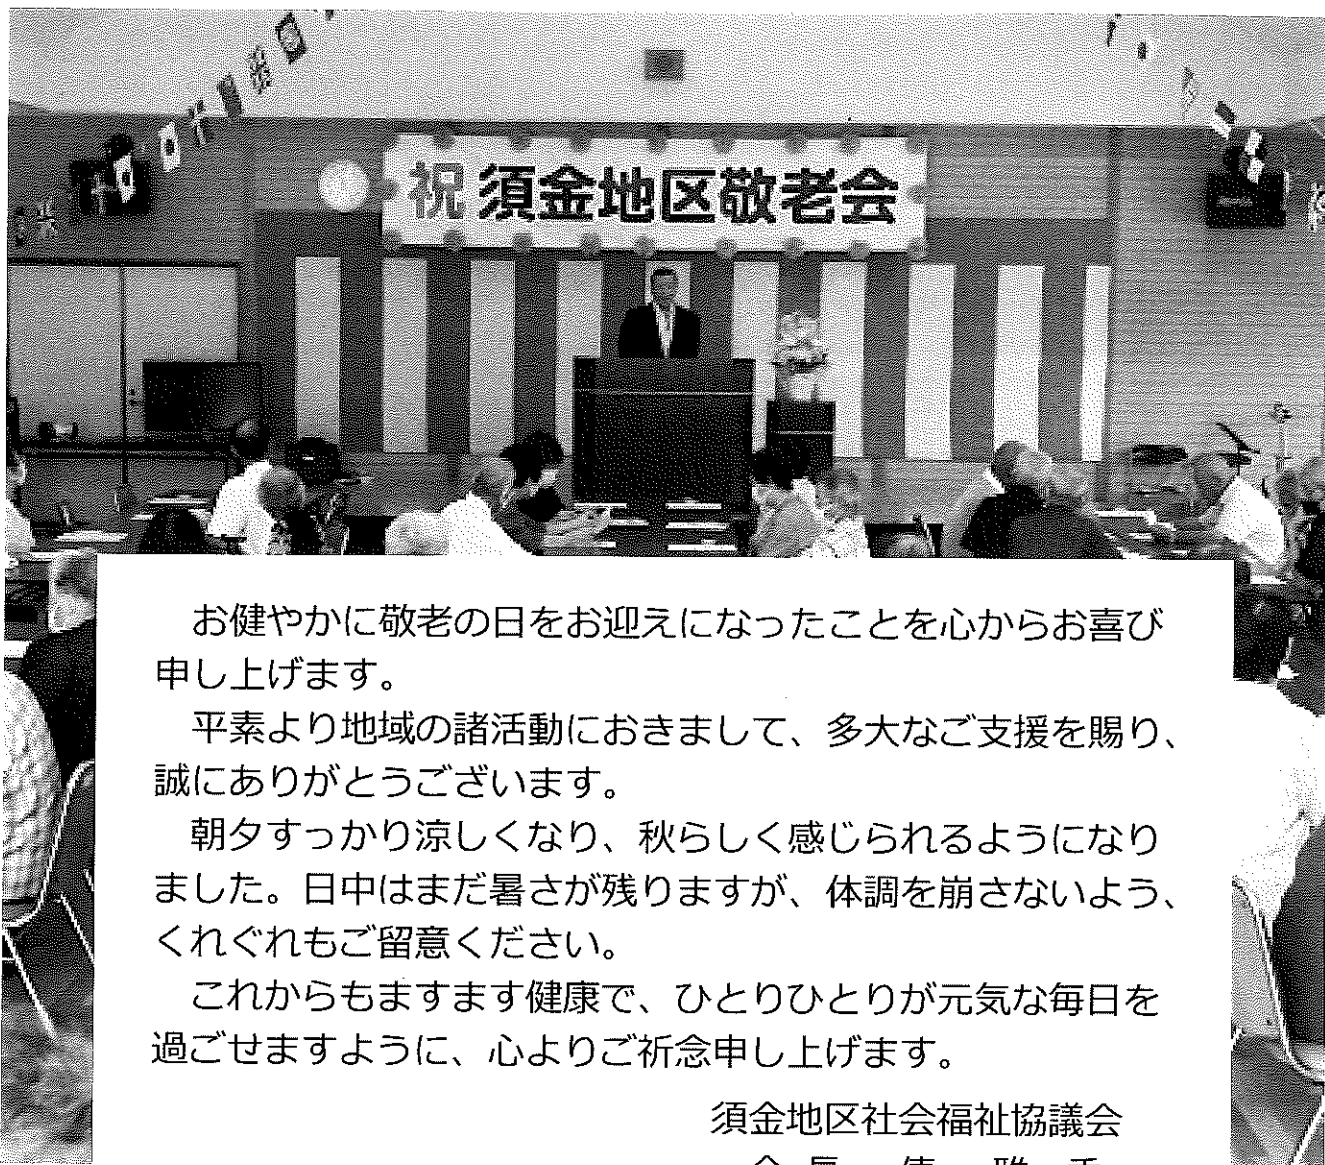 祝 須金地区敬老会
お健やかに敬老の日をお迎えになったことを心からお喜び
申し上げます。
平素より地域の諸活動におきまして、多大なご支援を賜り、
誠にありがとうございます。
朝夕すっかり涼しくなり、秋らしく感じられるようになり
ました。日中はまだ暑さが残りますが、体調を崩さないよう、
くれぐれもご留意ください。
これからもますます健康で、ひとりひとりが元気な毎日を
過ごせますように、心よりご祈念申し上げます。
須金地区社会福祉協議会
会長